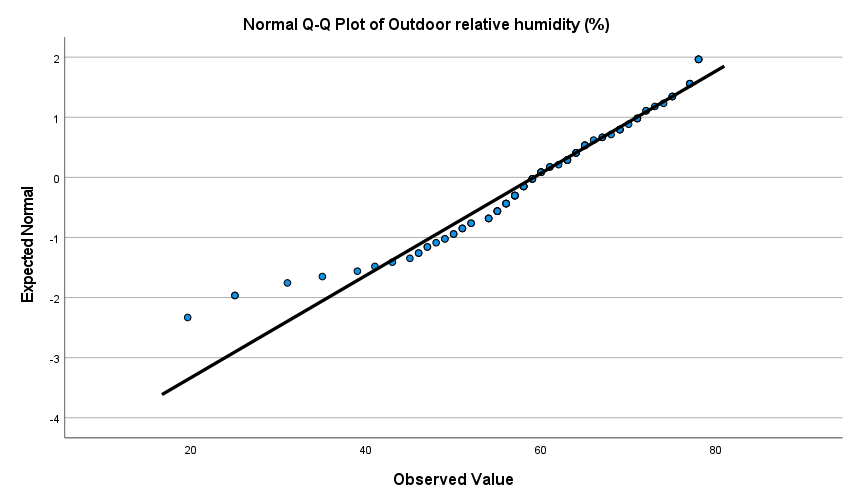 Normal Q-Q Plot of Outdoor relative humidity (%)
2
1
0
-1
-2
-3
-4
Expected Normal
20 40 60 80
Observed Value